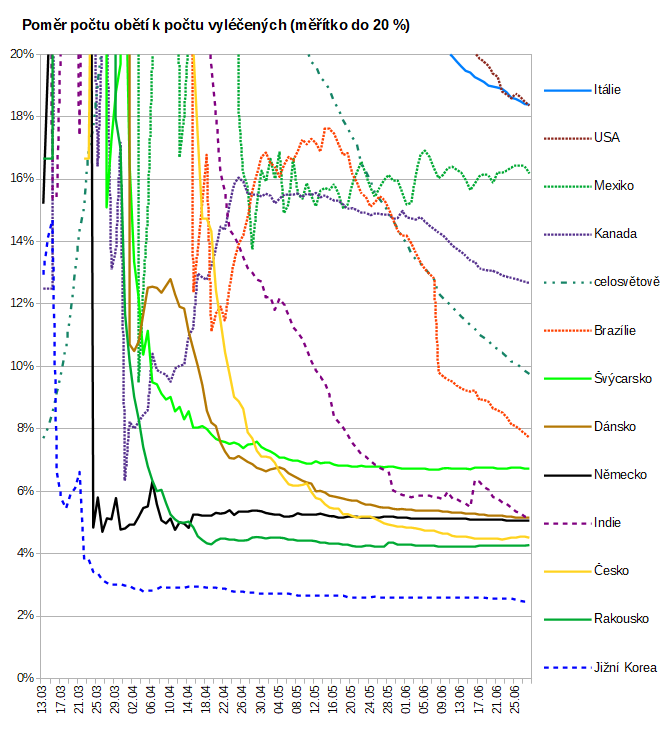 Poměr počtu obětí k počtu vyléčených (měřítko do 20 %)
20%
18%
16%
14%
12%
10%
8%
6%
4%
2%
0%
13.03
17.03
21.03
25.03
29.03
02.04
06.04
10.04
14.04
18.04
22.04
26.04
30.04
04.05
08.05
12.05
16.05
20.05
24.05
28.05
01.06
05.06
09.06
13.06
17.06
21.06
25.06
Itálie
USA
Mexiko
Kanada
celosvětově
Brazílie
Švýcarsko
Dánsko
Německo
Indie
Česko
Rakousko
Jižní Korea